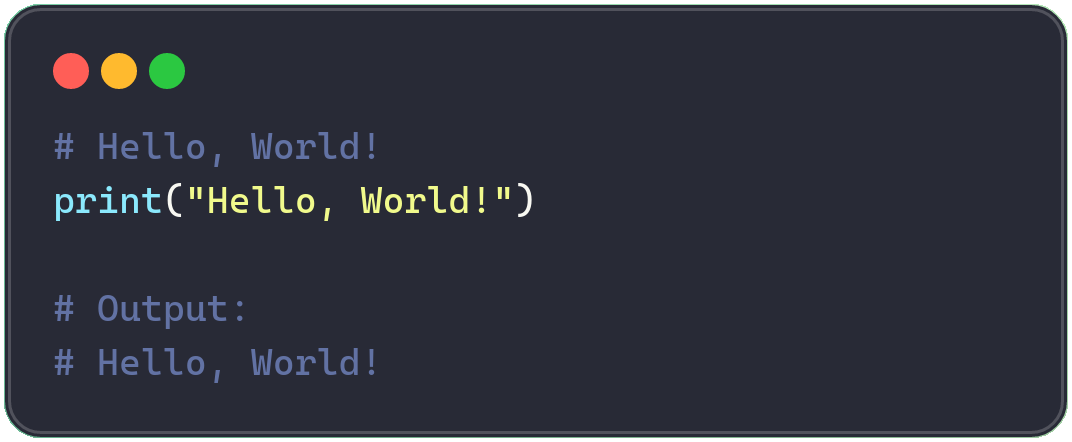 # Hello, World!
print("Hello, World!")
# Output:
# Hello, World!